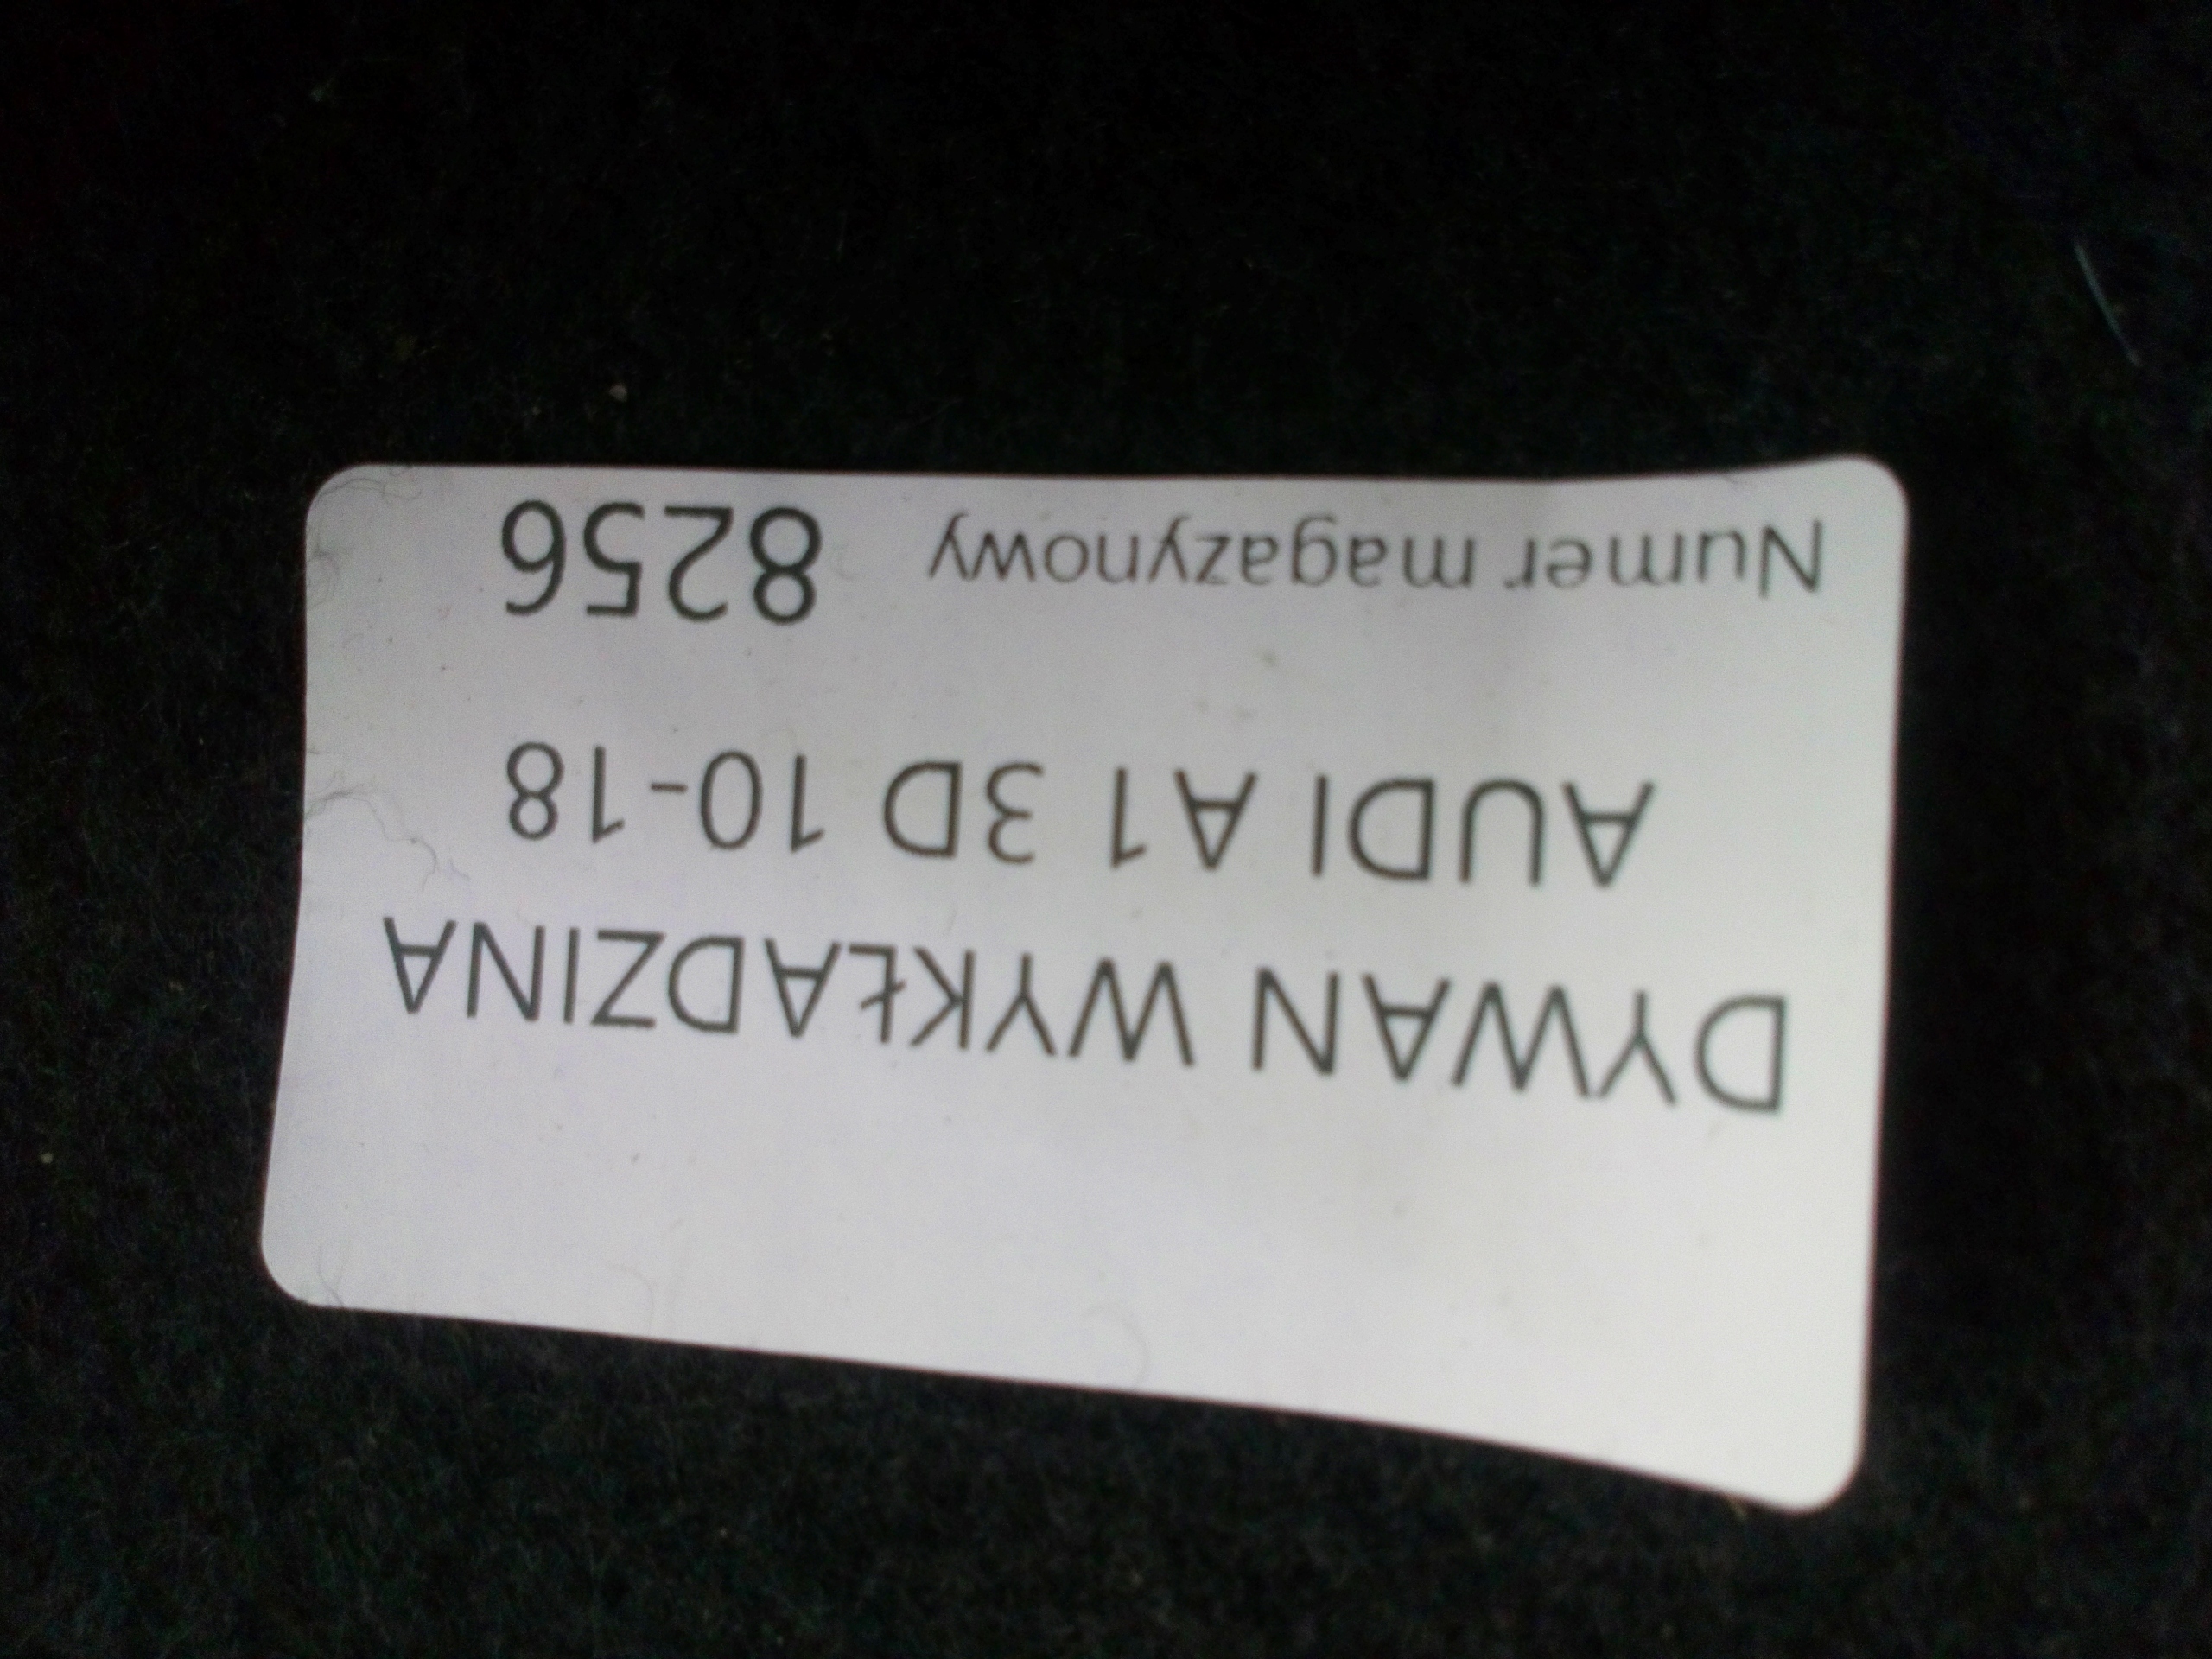 Numer magazynowy 8256
AUDI A1 3D 10-18
DYWAN WYKŁADZINA